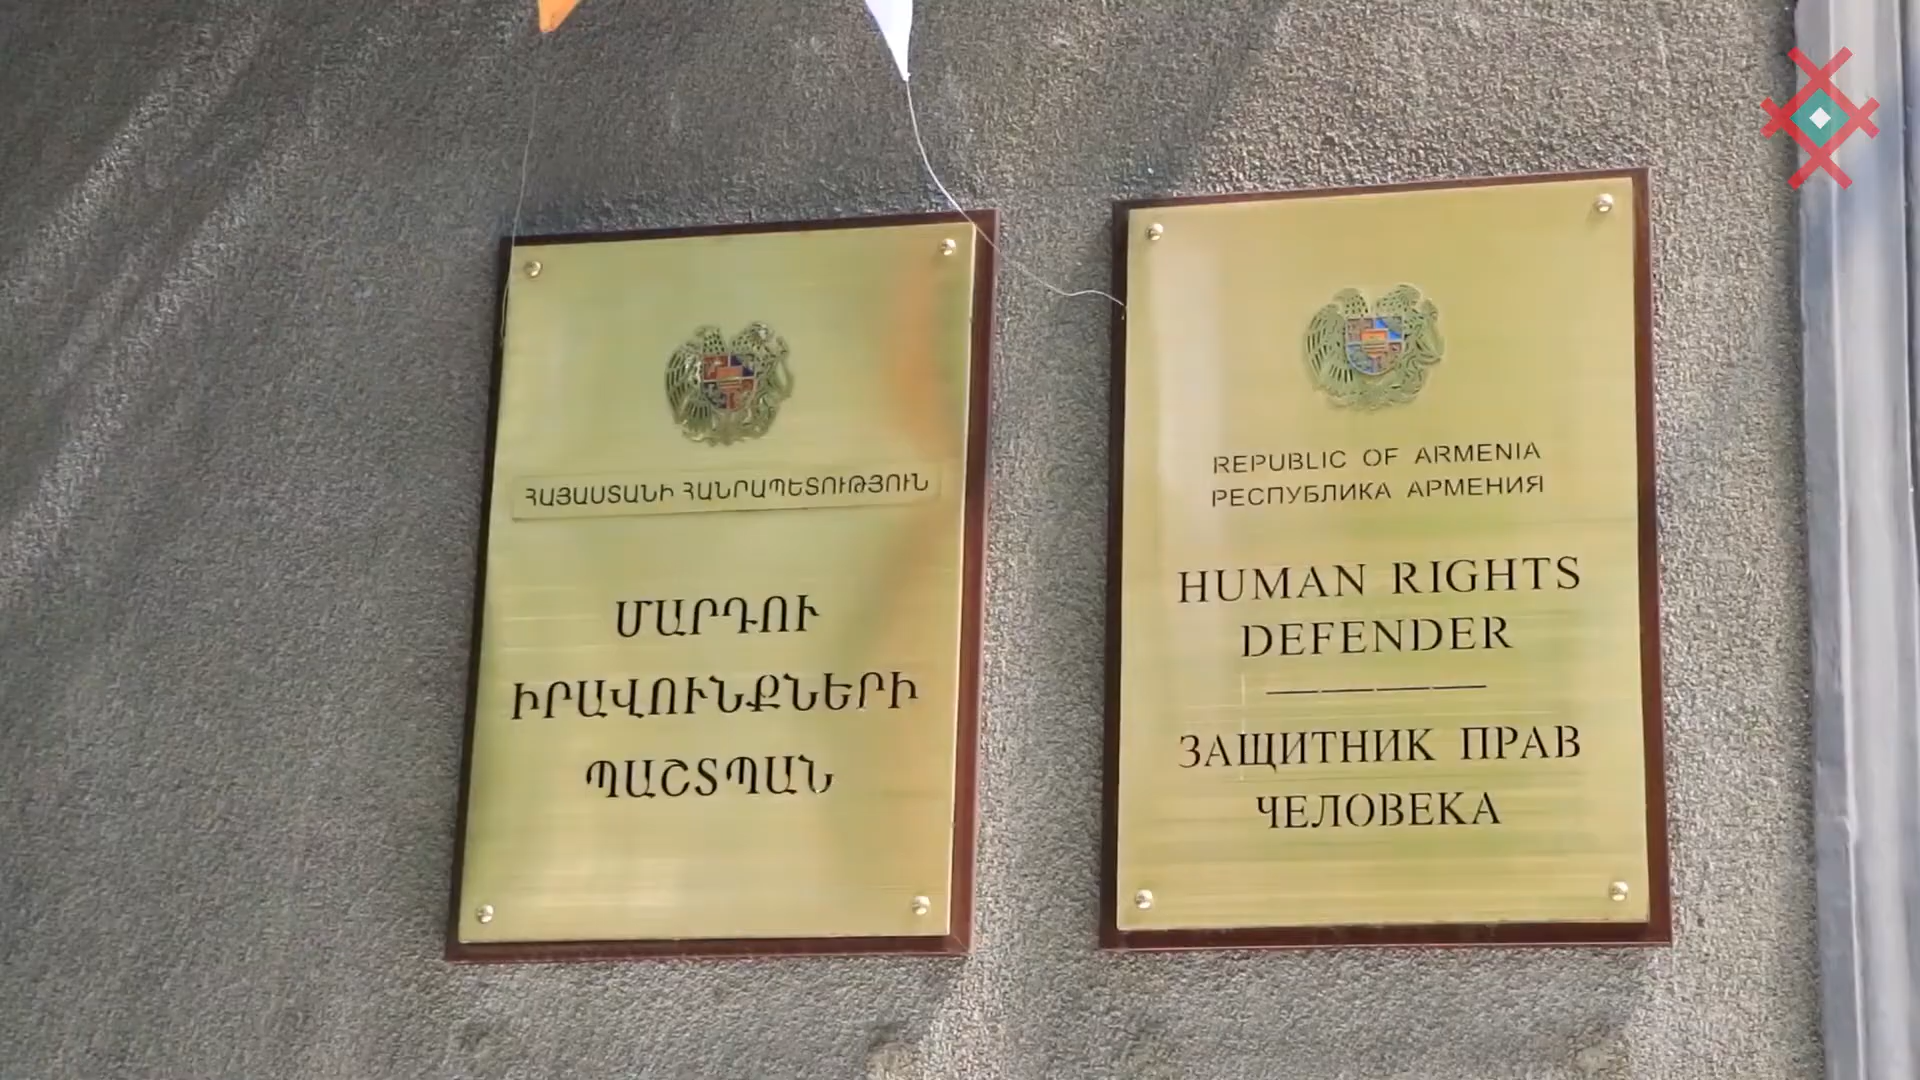 ՀԱՅԱՍՏԱՆԻ ՀԱՆՐԱՊԵՏՈՒԹՅՈՒՆ
ՄԱՐԴՈՒ
ԻՐԱՎՈՒՆՔՆԵՐԻ
ՊԱՇՏՊԱՆ
REPUBLIC OF ARMENIA
РЕСПУБЛИКА АРМЕНИЯ
HUMAN RIGHTS
DEFENDER
ЗАЩИТНИК ПРАВ
ЧЕЛОВЕКА